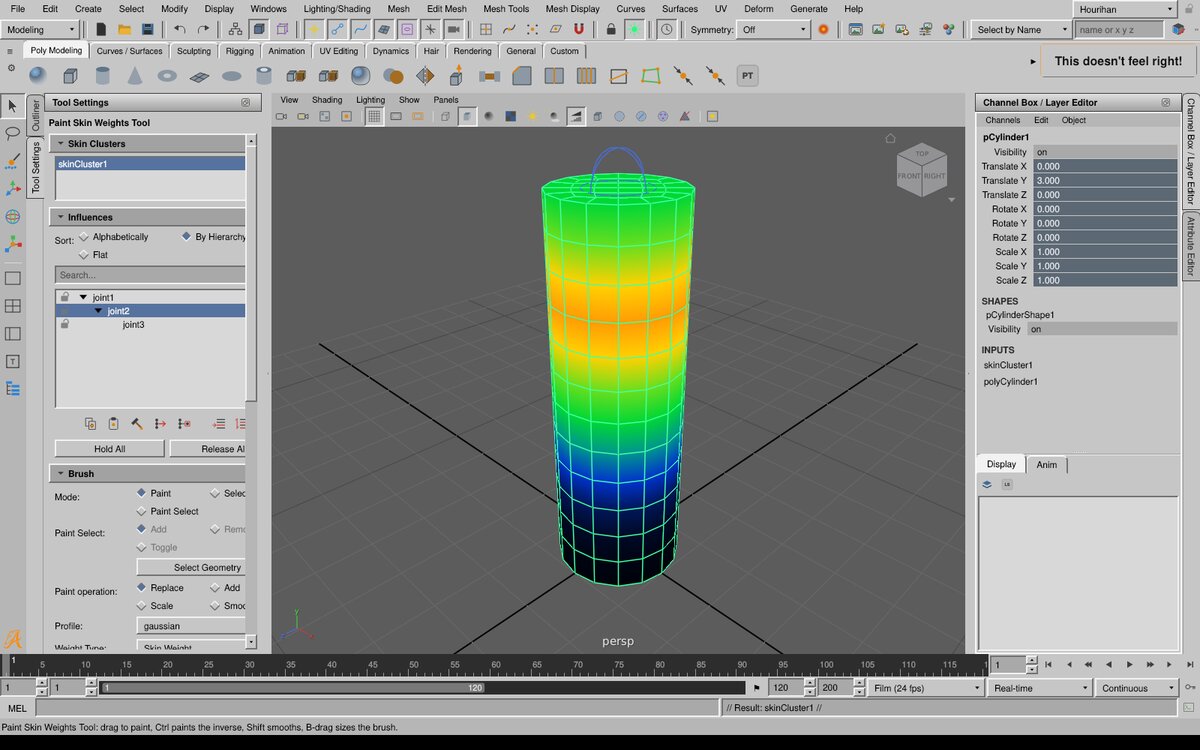 File Edit Create Select Modify Display Windows Lighting/Shading Mesh Edit Mesh Mesh Tools Mesh Display Curves Surfaces UV Deform Generate Help Hourihan
Modeling Symmetry: Off Select by Name name or x y z
Poly Modeling Curves / Surfaces Sculpting Rigging Animation UV Editing Dynamics Hair Rendering General Custom
This doesn't feel right!
PT
Outliner
Tool Settings
Tool Settings
Paint Skin Weights Tool
Skin Clusters
skinCluster1
Influences
Sort: Alphabetically By Hierarchy
Flat
Search...
joint1
joint2
joint3
Hold All Release Al
Brush
Mode: Paint Selec
Paint Select
Paint Select: Add Remo
Toggle
Select Geometry
Paint operation: Replace Add
Scale Smoo
Profile: gaussian
Weight Type: Skin Weight
View Shading Lighting Show Panels
TOP
FRONT RIGHT
y
persp
Channel Box / Layer Editor
Channels Edit Object
pCylinder1
Visibility on
Translate X 0.000
Translate Y 3.000
Translate Z 0.000
Rotate X 0.000
Rotate Y 0.000
Rotate Z 0.000
Scale X 1.000
Scale Y 1.000
Scale Z 1.000
SHAPES
pCylinderShape1
Visibility on
INPUTS
skinCluster1
polyCylinder1
Display Anim
Channel Box / Layer Editor
Attribute Editor
1 5 10 15 20 25 30 35 40 45 50 55 60 65 70 75 80 85 90 95 100 105 110 115 1 1
1 1 1 120 120 200 Film (24 fps) Real-time Continuous
MEL // Result: skinCluster1 //
Paint Skin Weights Tool: drag to paint, Ctrl paints the inverse, Shift smooths, B-drag sizes the brush.